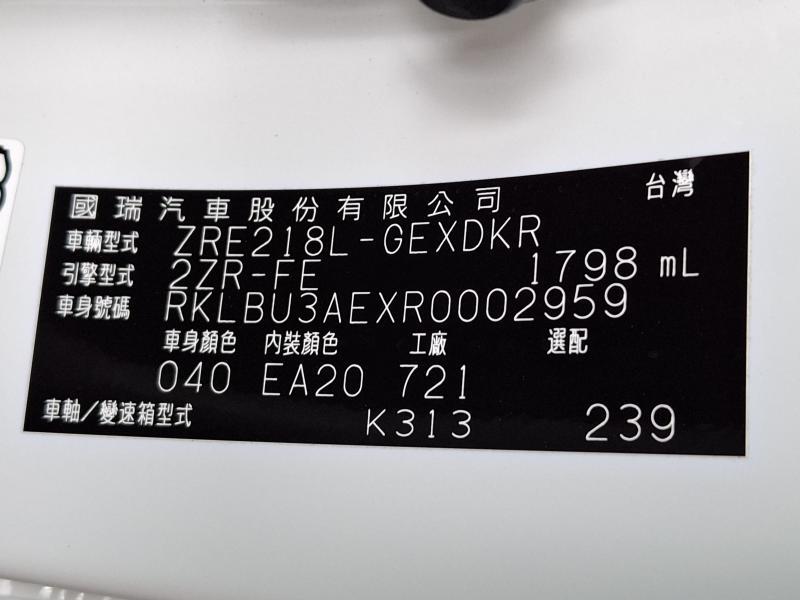 國瑞汽車股份有限公司 台灣
車輛型式 ZRE218L-GEXDKR
引擎型式 2ZR-FE 1798 mL
車身號碼 RKLBU3AEXR0002959
車身顏色 內裝顏色 工廠 選配
040 EA20 721
車軸／變速箱型式 K313 239